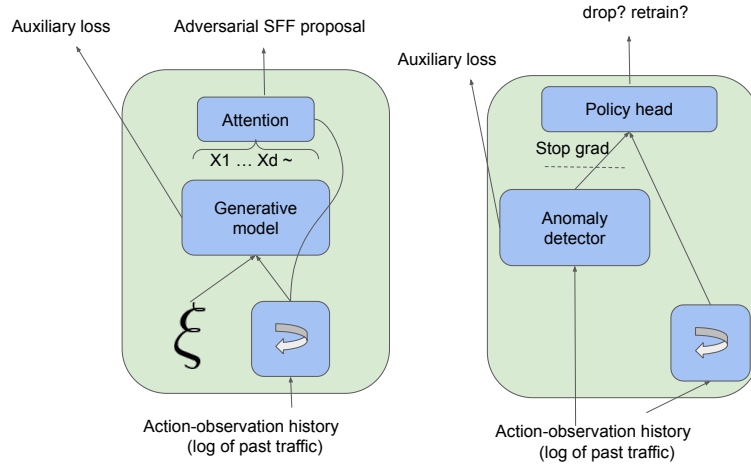 Auxiliary loss
Adversarial SFF proposal
Attention
X1 ... Xd ~
Generative
model
ξ
Action-observation history
(log of past traffic)
drop? retrain?
Auxiliary loss
Policy head
Stop grad
Anomaly
detector
Action-observation history
(log of past traffic)